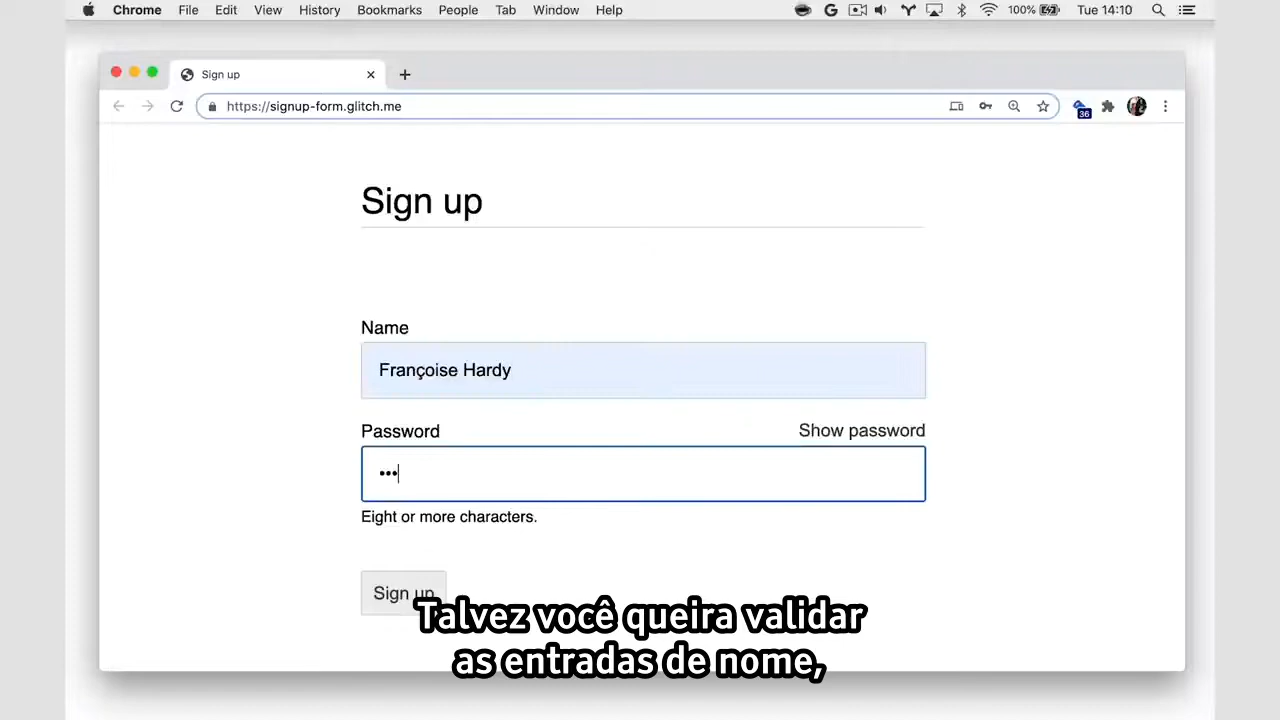 Chrome File Edit View History Bookmarks People Tab Window Help 100% Tue 14:10
Sign up
https://signup-form.glitch.me
36
Sign up
Name
Françoise Hardy
Password Show password
•••
Eight or more characters.
Sign up
Talvez você queira validar
as entradas de nome,